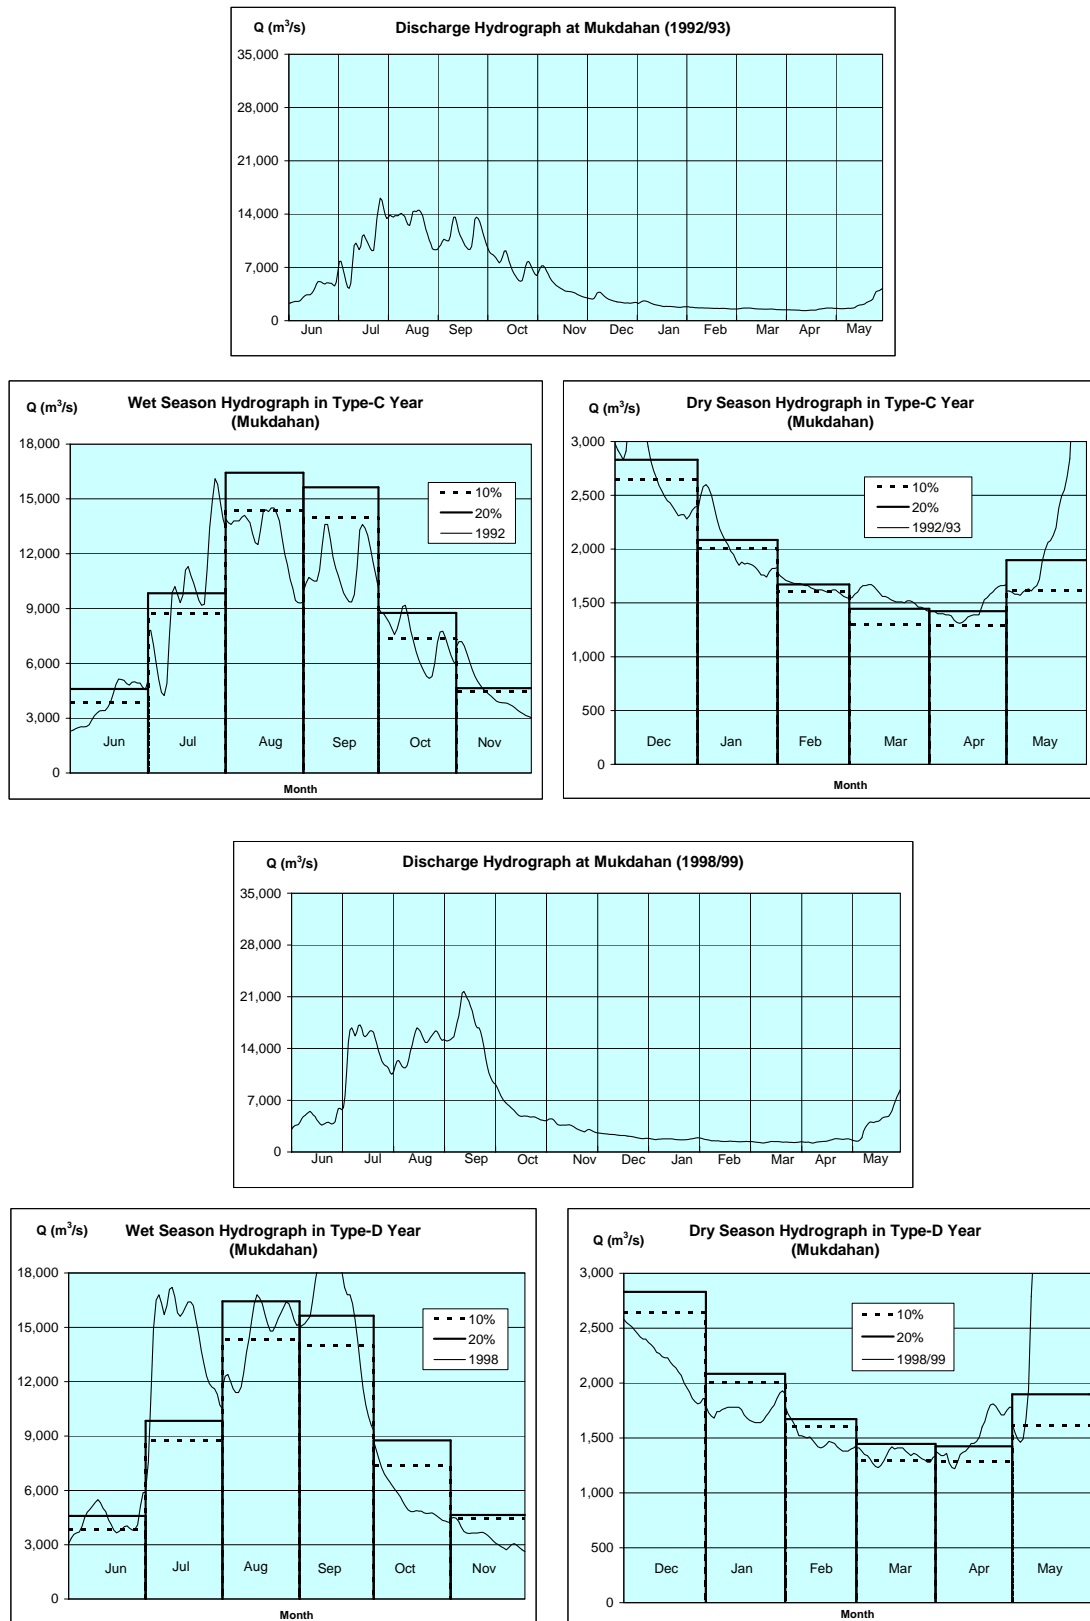 Q (m³/s)
Discharge Hydrograph at Mukdahan (1992/93)
35,000
28,000
21,000
14,000
7,000
0
Jun Jul Aug Sep Oct Nov Dec Jan Feb Mar Apr May
Q (m³/s)
Wet Season Hydrograph in Type-C Year
(Mukdahan)
18,000
15,000
12,000
9,000
6,000
3,000
0
10%
20%
1992
Jun Jul Aug Sep Oct Nov
Month
Q (m³/s)
Dry Season Hydrograph in Type-C Year
(Mukdahan)
3,000
2,500
2,000
1,500
1,000
500
0
10%
20%
1992/93
Dec Jan Feb Mar Apr May
Month
Q (m³/s)
Discharge Hydrograph at Mukdahan (1998/99)
35,000
28,000
21,000
14,000
7,000
0
Jun Jul Aug Sep Oct Nov Dec Jan Feb Mar Apr May
Q (m³/s)
Wet Season Hydrograph in Type-D Year
(Mukdahan)
18,000
15,000
12,000
9,000
6,000
3,000
0
10%
20%
1998
Jun Jul Aug Sep Oct Nov
Month
Q (m³/s)
Dry Season Hydrograph in Type-D Year
(Mukdahan)
3,000
2,500
2,000
1,500
1,000
500
0
10%
20%
1998/99
Dec Jan Feb Mar Apr May
Month